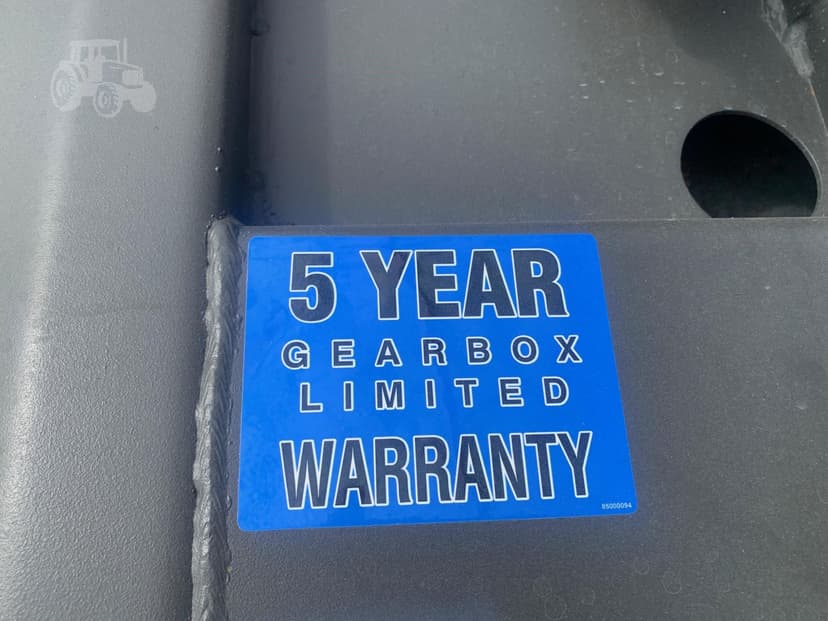 5 YEAR
GEARBOX
LIMITED
WARRANTY
85000094